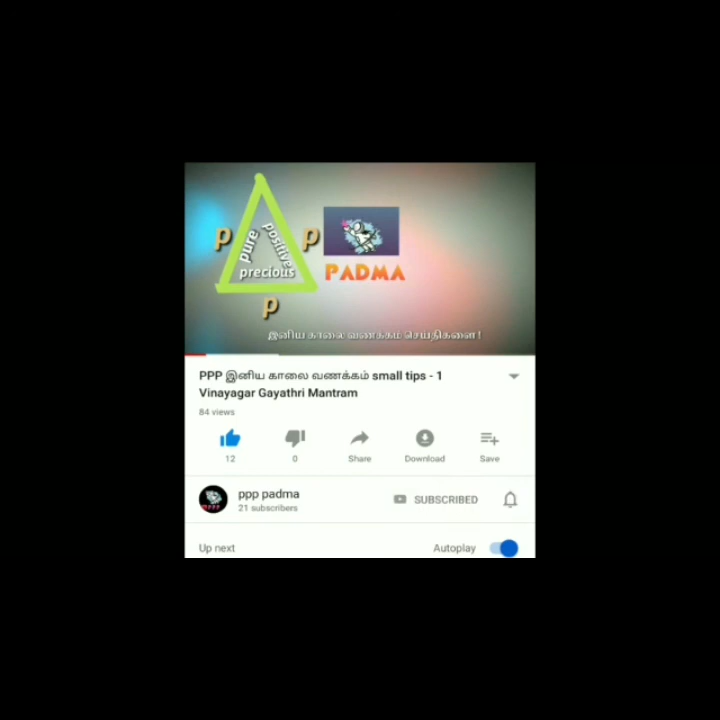 p
pure
positive
p
precious
PADMA
p
இனிய காலை வணக்கம் செய்திகளை !
PPP இனிய காலை வணக்கம் small tips - 1
Vinayagar Gayathri Mantram
84 views
12
0
Share
Download
Save
ppp padma
21 subscribers
SUBSCRIBED
Up next
Autoplay